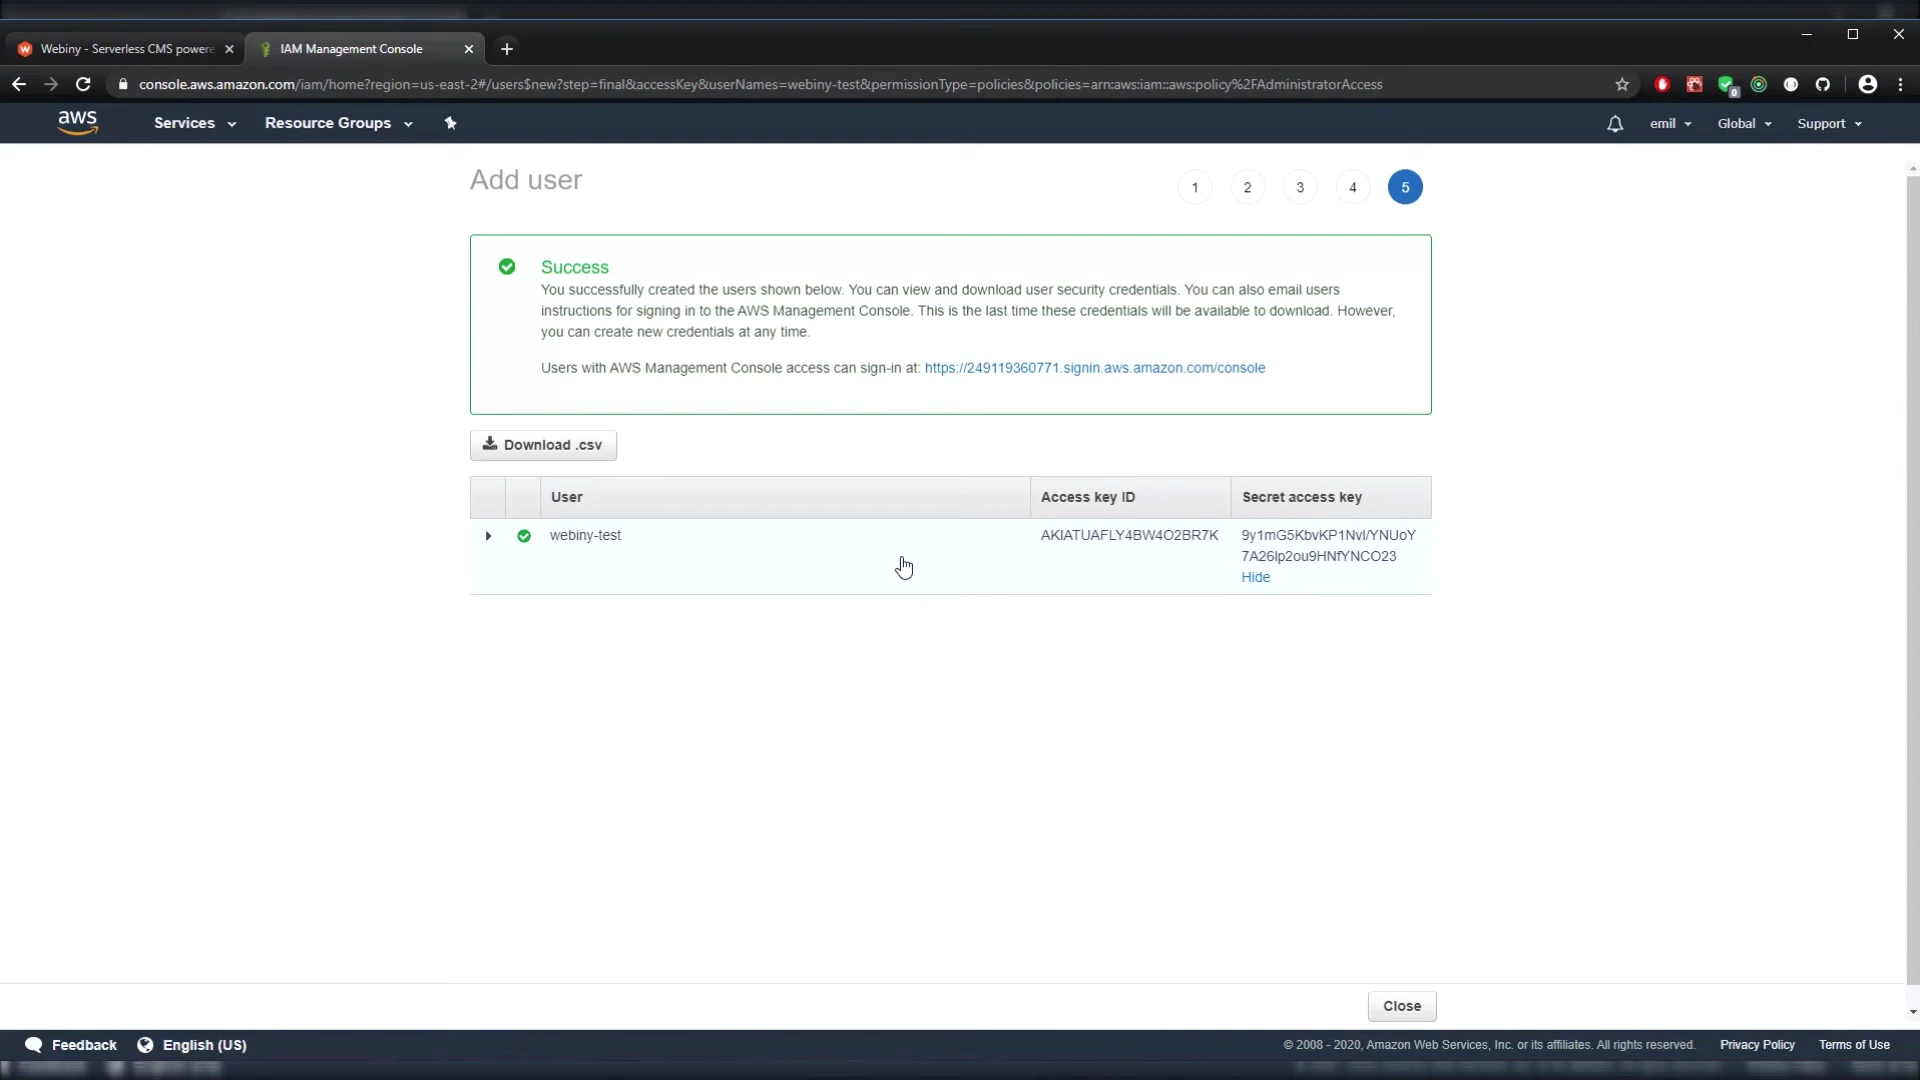 Webiny - Serverless CMS powere
IAM Management Console
console.aws.amazon.com/iam/home?region=us-east-2#/users$new?step=final&accessKey&userNames=webiny-test&permissionType=policies&policies=arn:aws:iam::aws:policy%2FAdministratorAccess
0
aws
Services
Resource Groups
emil
Global
Support
Add user
1 2 3 4 5
Success
You successfully created the users shown below. You can view and download user security credentials. You can also email users
instructions for signing in to the AWS Management Console. This is the last time these credentials will be available to download. However,
you can create new credentials at any time.
Users with AWS Management Console access can sign-in at: https://249119360771.signin.aws.amazon.com/console
Download .csv
User
Access key ID
Secret access key
webiny-test
AKIATUAFLY4BW4O2BR7K
Hide
Close
Feedback
English (US)
© 2008 - 2020, Amazon Web Services, Inc. or its affiliates. All rights reserved.
Privacy Policy
Terms of Use